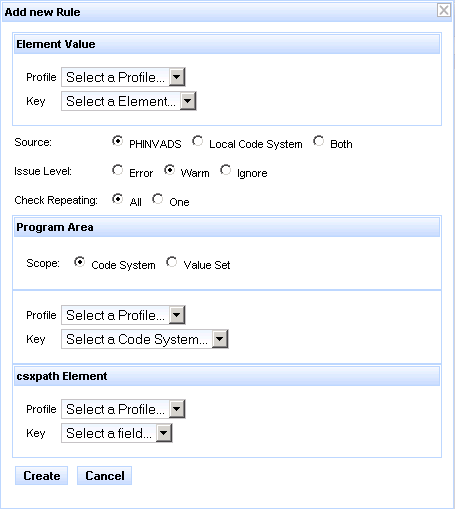 Add new Rule
Element Value
Profile Select a Profile...
Key Select a Element...
Source: PHINVADS Local Code System Both
Issue Level: Error Warm Ignore
Check Repeating: All One
Program Area
Scope: Code System Value Set
Profile Select a Profile...
Key Select a Code System...
csxpath Element
Profile Select a Profile...
Key Select a field...
Create Cancel